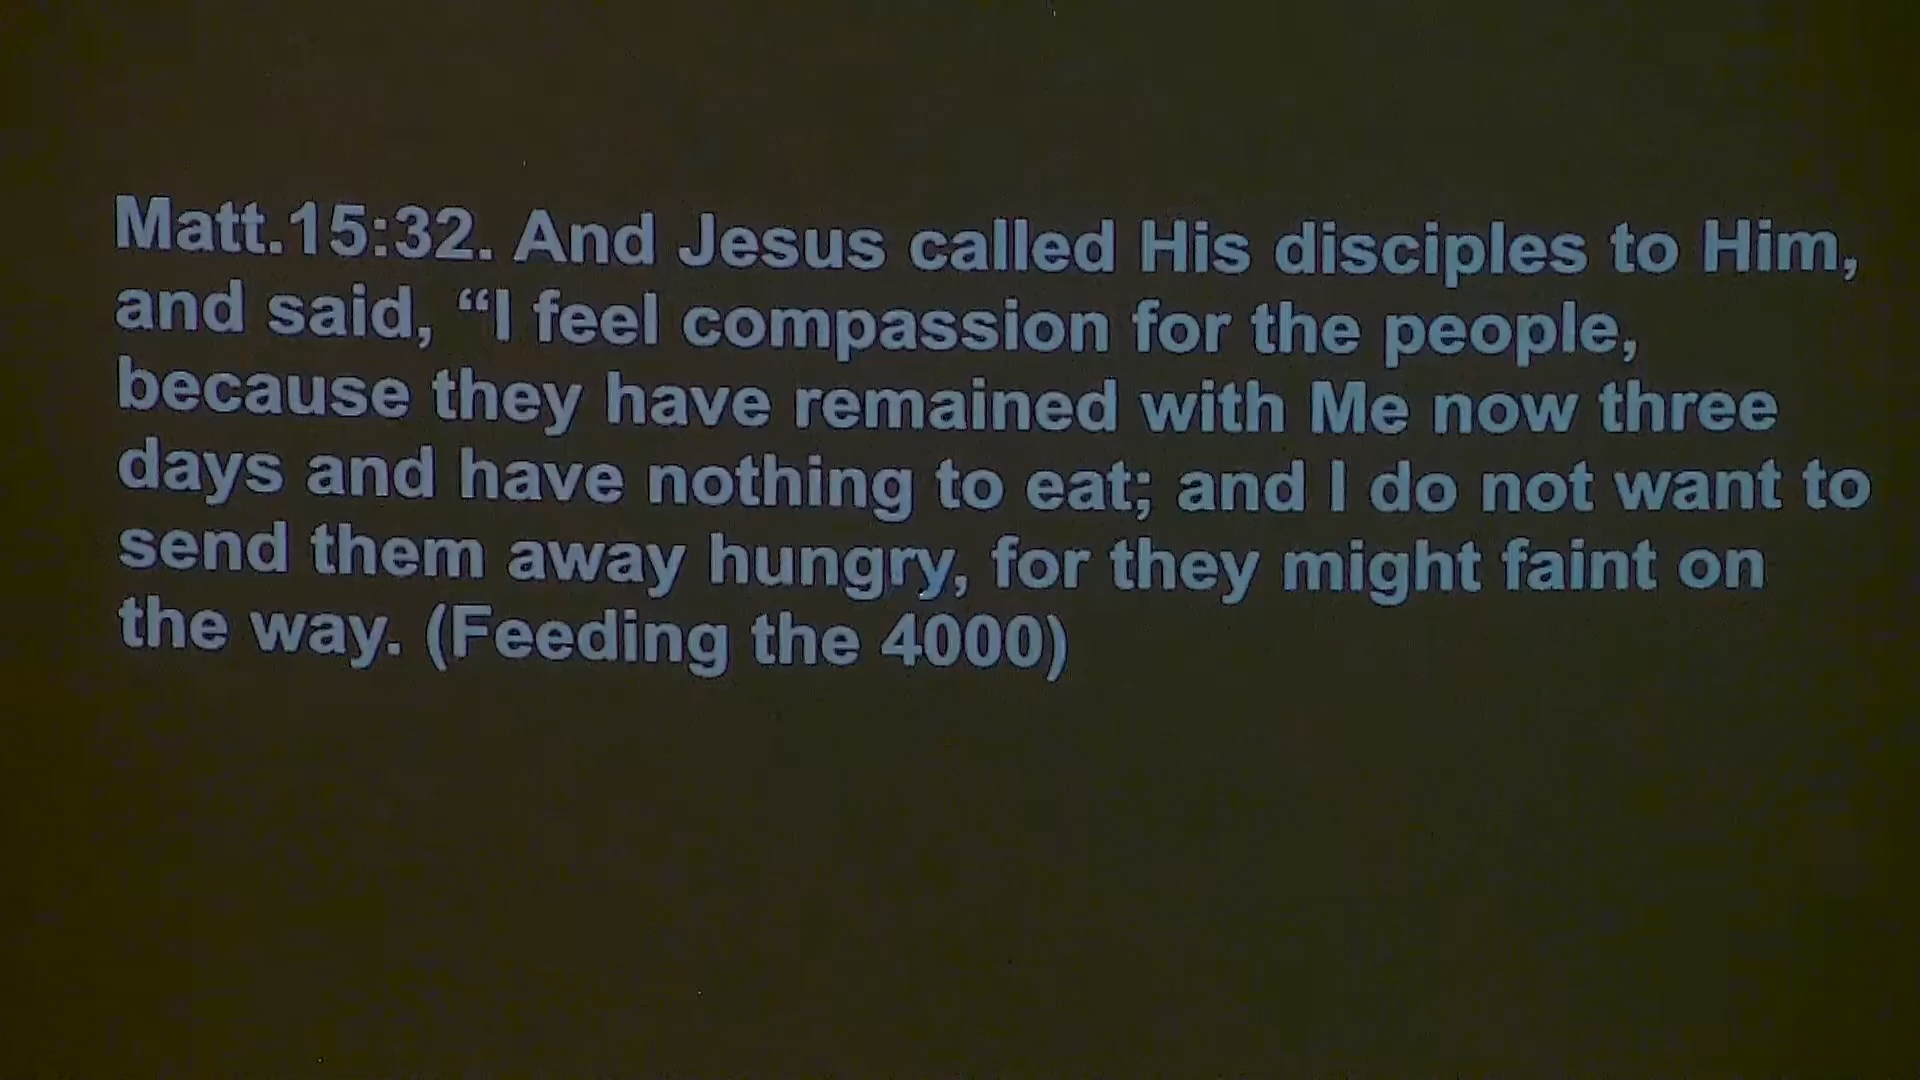 Matt.15:32. And Jesus called His disciples to Him,
and said, “I feel compassion for the people,
because they have remained with Me now three
days and have nothing to eat; and I do not want to
send them away hungry, for they might faint on
the way. (Feeding the 4000)